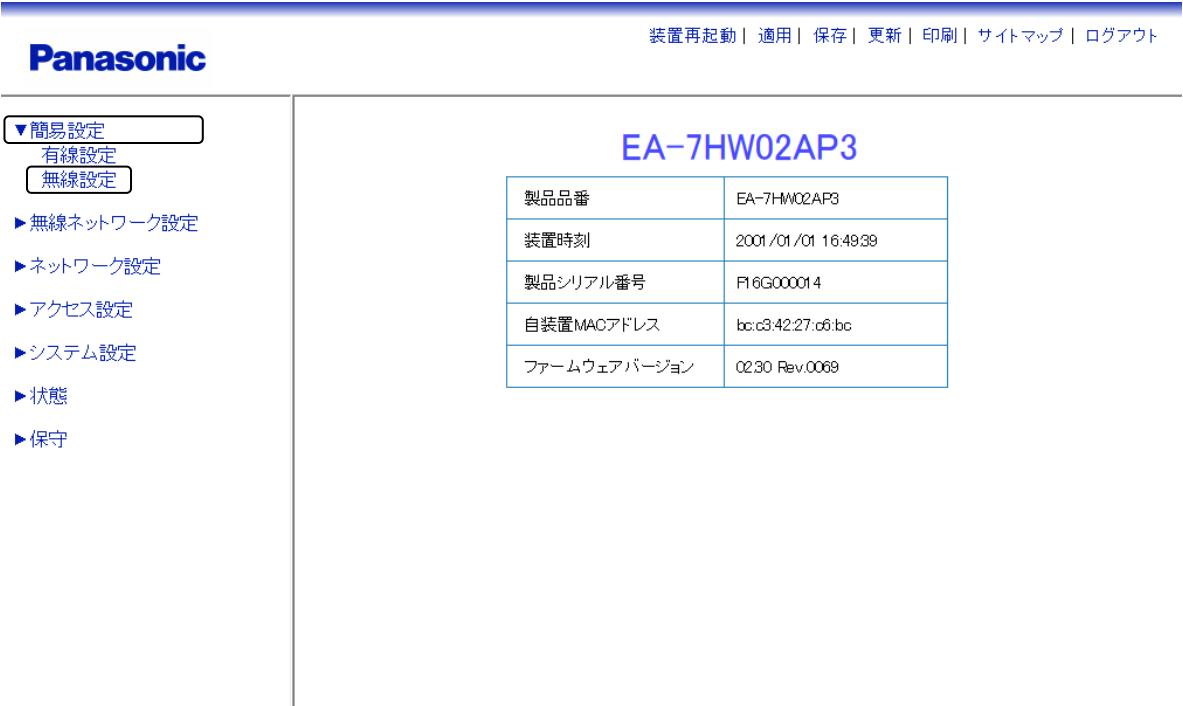 装置再起動| 適用| 保存| 更新| 印刷| サイトマップ| ログアウト
Panasonic
▼簡易設定
有線設定
無線設定
▶無線ネットワーク設定
▶ネットワーク設定
▶アクセス設定
▶システム設定
▶状態
▶保守
EA-7HW02AP3
製品品番 EA-7HW02AP3
装置時刻 2001/01/01 16:49:39
製品シリアル番号 F16G000014
自装置MACアドレス bc:c3:42:27:c6:bc
ファームウェアバージョン 02.30 Rev.0069